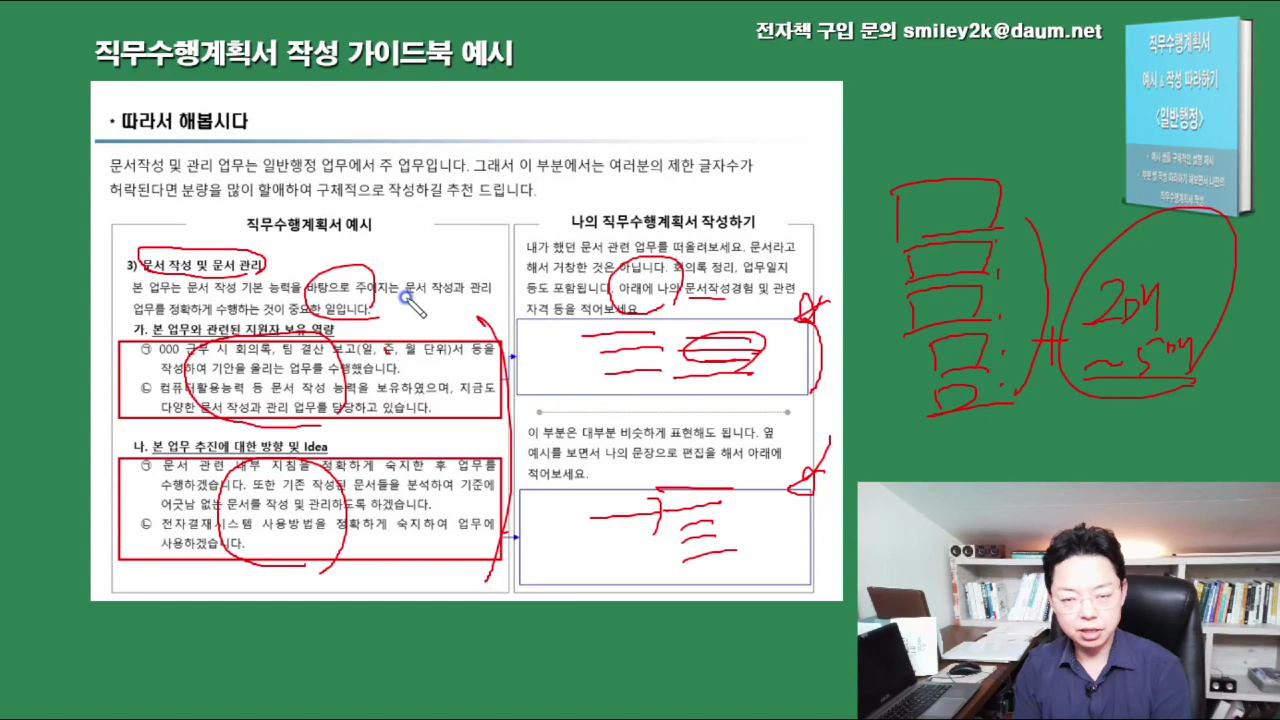 전자책 구입 문의 smiley2k@daum.net
직무수행계획서 작성 가이드북 예시
직무수행계획서
예시 & 작성 따라하기
<일반행정>
• 따라서 해봅시다
문서작성 및 관리 업무는 일반행정 업무에서 주 업무입니다. 그래서 이 부분에서는 여러분의 제한 글자수가
허락된다면 분량을 많이 할애하여 구체적으로 작성하길 추천 드립니다.
직무수행계획서 예시
3) 문서 작성 및 문서 관리
본 업무는 문서 작성 기본 능력을 바탕으로 주어지는 문서 작성과 관리
업무를 정확하게 수행하는 것이 중요한 일입니다.
가. 본 업무와 관련된 지원자 보유 역량
㉠ 000 근무 시 회의록, 팀 결산 보고(일, 주, 월 단위)서 등을
작성하여 기안을 올리는 업무를 수행했습니다.
㉡ 컴퓨터활용능력 등 문서 작성 능력을 보유하였으며, 지금도
다양한 문서 작성과 관리 업무를 담당하고 있습니다.
나. 본 업무 추진에 대한 방향 및 Idea
㉠ 문서 관련 내부 지침을 정확하게 숙지한 후 업무를
수행하겠습니다. 또한 기존 작성된 문서들을 분석하여 기준에
어긋남 없는 문서를 작성 및 관리하도록 하겠습니다.
㉡ 전자결재시스템 사용방법을 정확하게 숙지하여 업무에
사용하겠습니다.
나의 직무수행계획서 작성하기
내가 했던 문서 관련 업무를 떠올려보세요. 문서라고
해서 거창한 것은 아닙니다. 회의록 정리, 업무일지
등도 포함됩니다. 아래에 나의 문서작성경험 및 관련
자격 등을 적어보세요
이 부분은 대부분 비슷하게 표현해도 됩니다. 옆
예시를 보면서 나의 문장으로 편집을 해서 아래에
적어보세요.
+ 2매
~5매